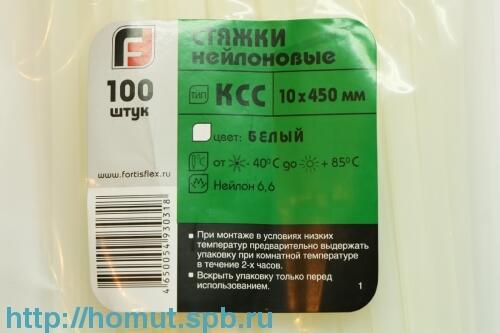 СТЯЖКИ
НЕЙЛОНОВЫЕ
F
100
ШТУК
ТИП КСС 10х450 ММ
цвет: БЕЛЫЙ
от -40°C до +85°C
Нейлон 6,6
www.fortisflex.ru
4 650054 930318
• При монтаже в условиях низких
температур предварительно выдержать
упаковку при комнатной температуре
в течение 2-х часов.
• Вскрыть упаковку только перед
использованием.
1
http://homut.spb.ru